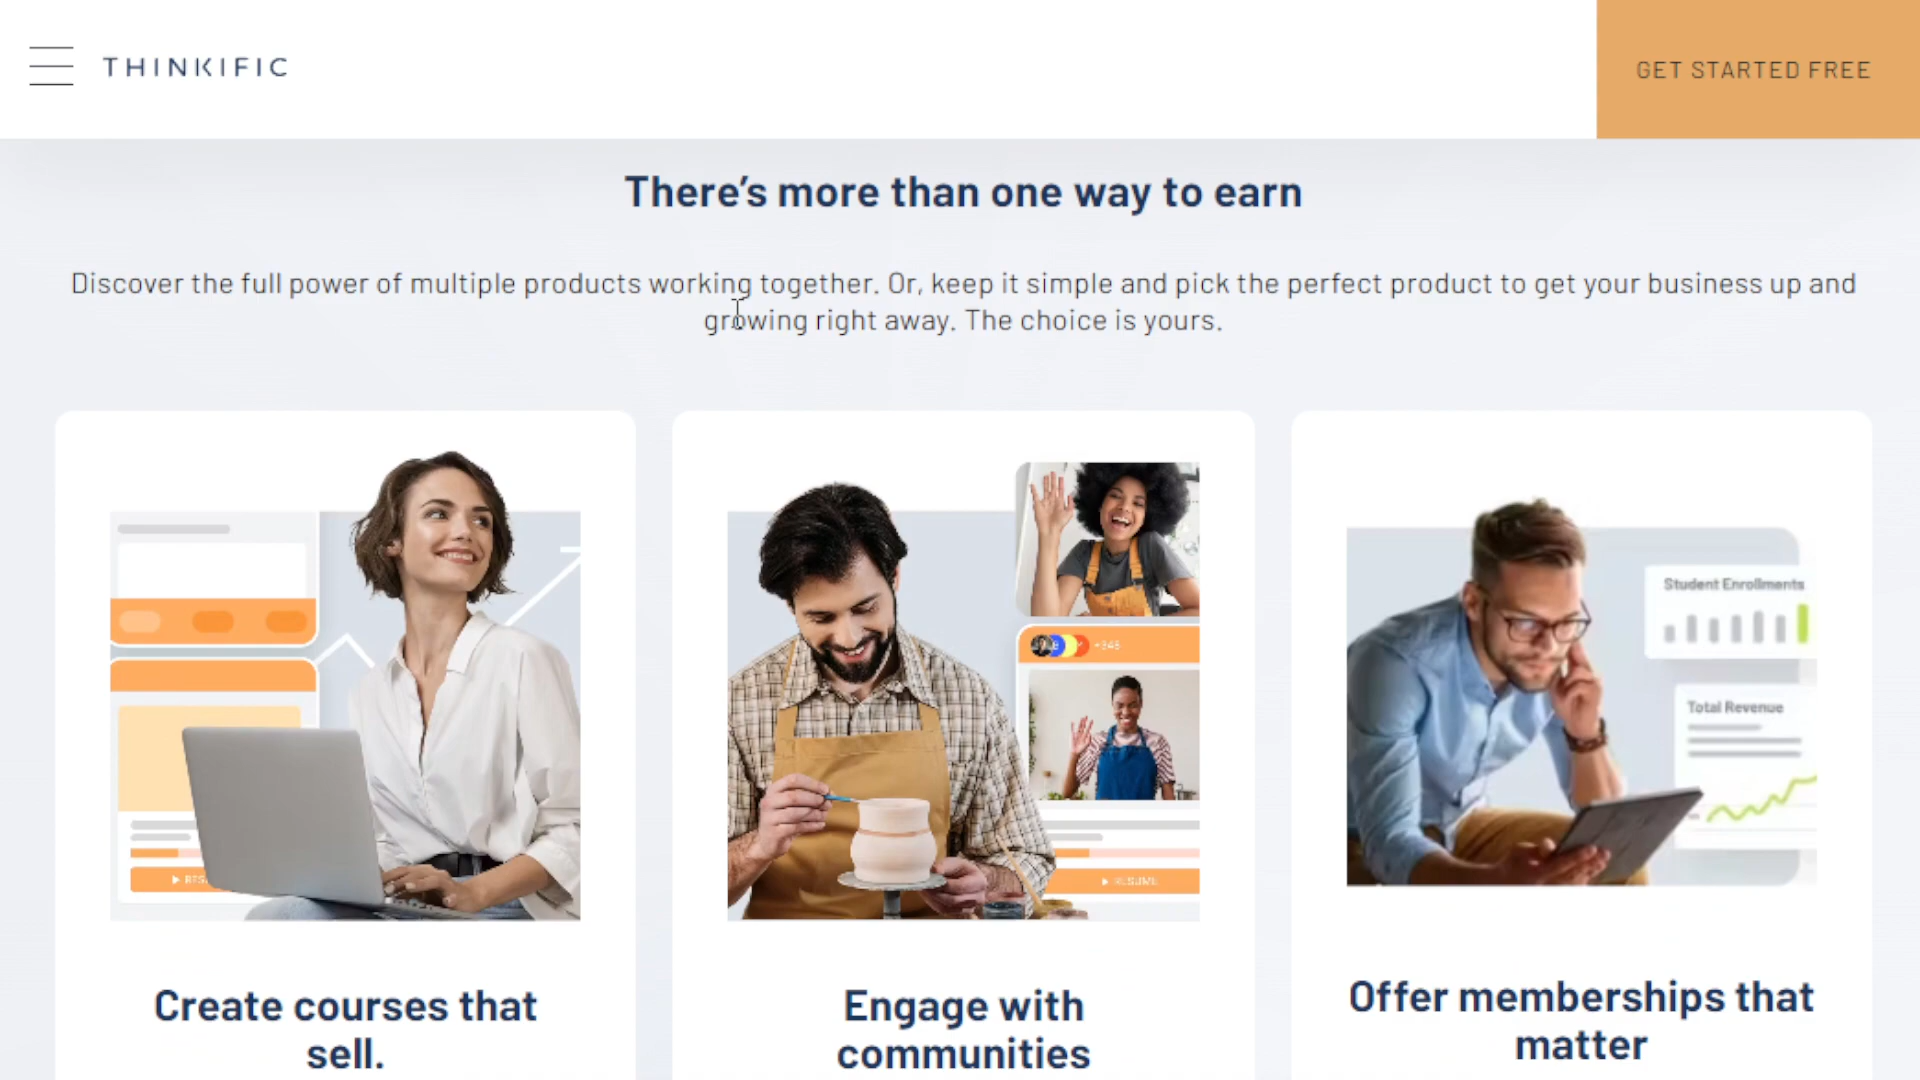 THINKIFIC
GET STARTED FREE
There's more than one way to earn
Discover the full power of multiple products working together. Or, keep it simple and pick the perfect product to get your business up and
growing right away. The choice is yours.
Student Enrollments
+345
Total Revenue
RESUME
Create courses that
sell.
Engage with
communities
Offer memberships that
matter